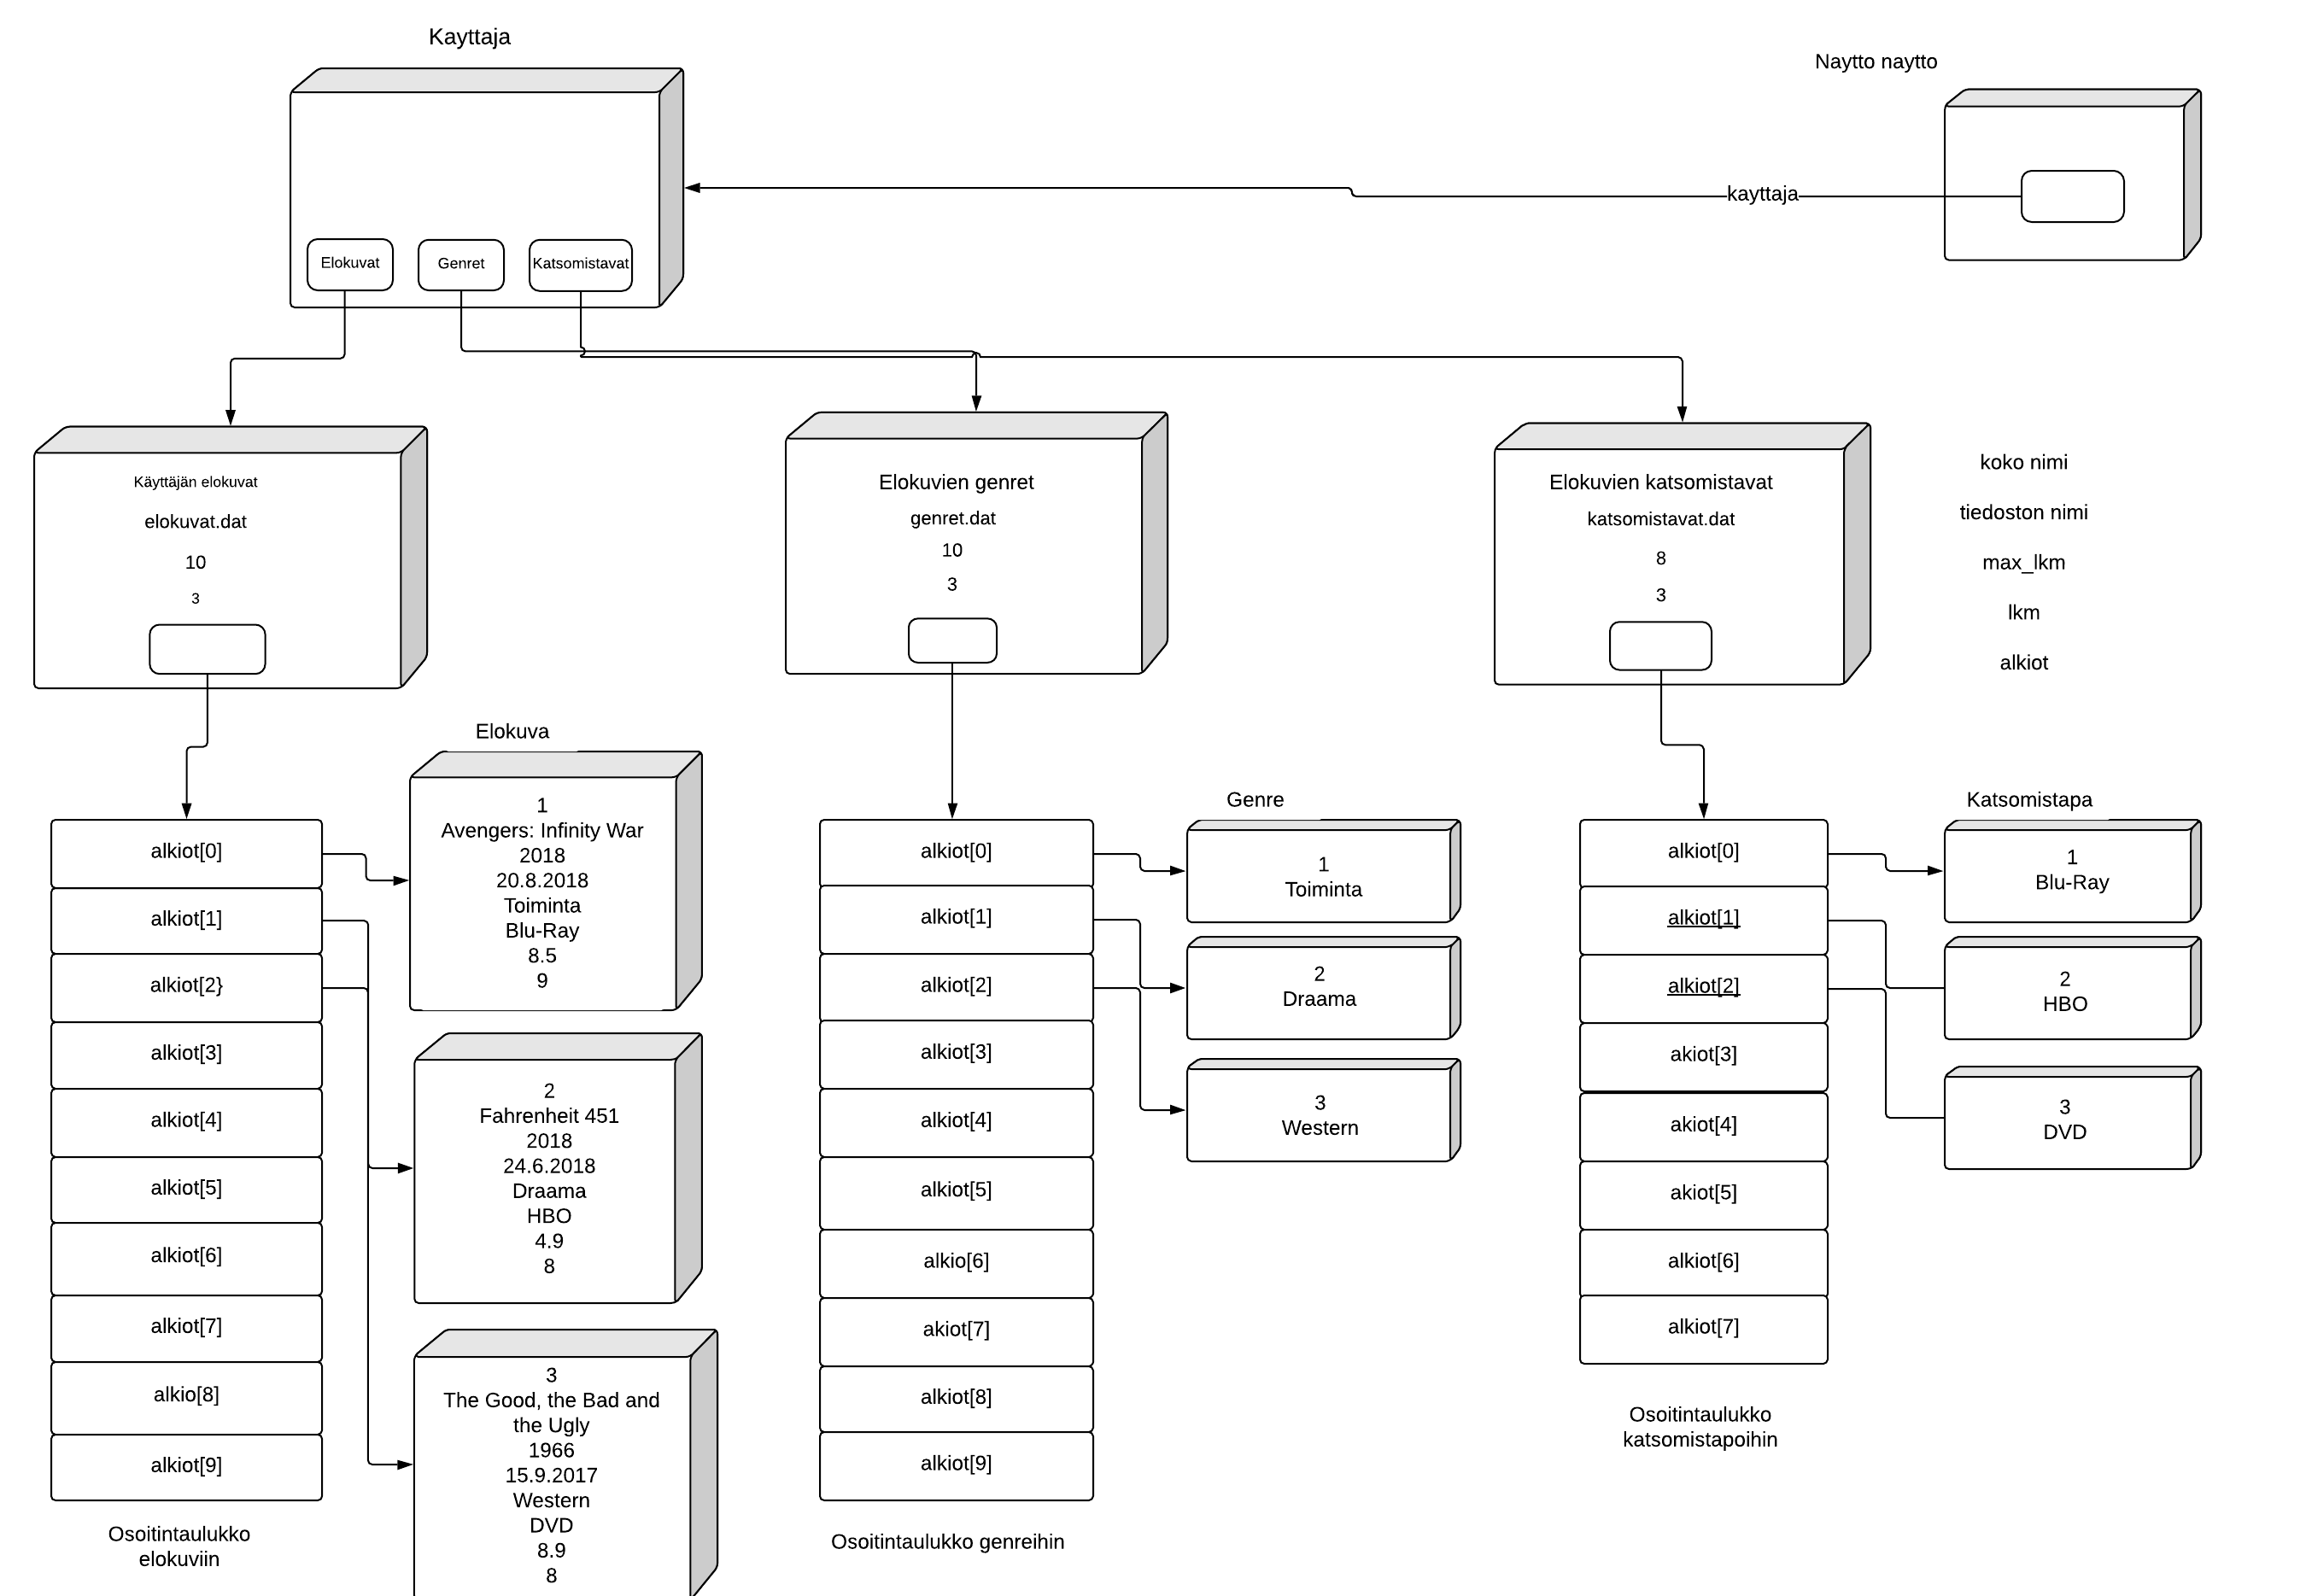 Kayttaja
Naytto naytto
kayttaja
Elokuvat
Genret
Katsomistavat
Käyttäjän elokuvat
elokuvat.dat
10
3
Elokuvien genret
genret.dat
10
3
Elokuvien katsomistavat
katsomistavat.dat
8
3
koko nimi
tiedoston nimi
max_lkm
lkm
alkiot
alkiot[0]
alkiot[1]
alkiot[2}
alkiot[3]
alkiot[4]
alkiot[5]
alkiot[6]
alkiot[7]
alkio[8]
alkiot[9]
Osoitintaulukko
elokuviin
Elokuva
1
Avengers: Infinity War
2018
20.8.2018
Toiminta
Blu-Ray
8.5
9
2
Fahrenheit 451
2018
24.6.2018
Draama
HBO
4.9
8
3
The Good, the Bad and
the Ugly
1966
15.9.2017
Western
DVD
8.9
8
alkiot[0]
alkiot[1]
alkiot[2]
alkiot[3]
alkiot[4]
alkiot[5]
alkio[6]
akiot[7]
alkiot[8]
alkiot[9]
Osoitintaulukko genreihin
Genre
1
Toiminta
2
Draama
3
Western
alkiot[0]
alkiot[1]
alkiot[2]
akiot[3]
akiot[4]
akiot[5]
alkiot[6]
alkiot[7]
Osoitintaulukko
katsomistapoihin
Katsomistapa
1
Blu-Ray
2
HBO
3
DVD